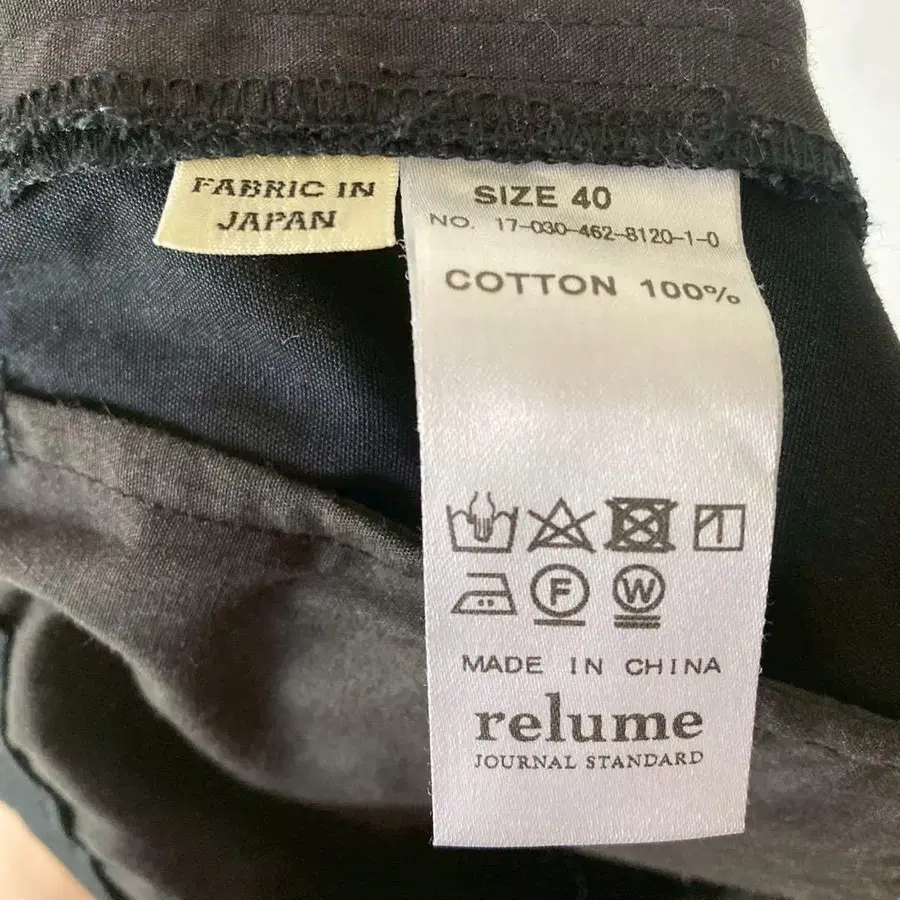 FABRIC IN
JAPAN
SIZE 40
NO. 17-030-462-8120-1-0
COTTON 100%
F
W
MADE IN CHINA
relume
JOURNAL STANDARD